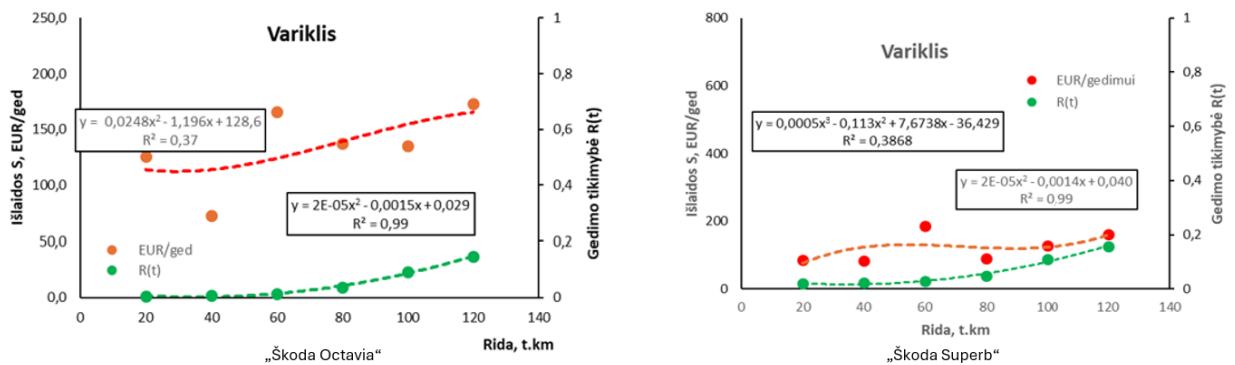 Variklis
Išlaidos S, EUR/ged
250,0
200,0
150,0
100,0
50,0
0,0
y = 0,0248x² - 1,196x + 128,6
R² = 0,37
y = 2E-05x² - 0,0015x + 0,029
R² = 0,99
EUR/ged
R(t)
1
0,8
0,6
0,4
0,2
0
Gedimo tikimybė R(t)
0 20 40 60 80 100 120 140
Rida, t.km
„Škoda Octavia“
Variklis
Išlaidos S, EUR/ged
800
600
400
200
0
EUR/gedimui
R(t)
y = 0,0005x³ - 0,113x² + 7,6738x - 36,429
R² = 0,3868
y = 2E-05x² - 0,0014x + 0,040
R² = 0,99
1
0,8
0,6
0,4
0,2
0
Gedimo tikimybė R(t)
0 20 40 60 80 100 120 140
Rida, t.km
„Škoda Superb“